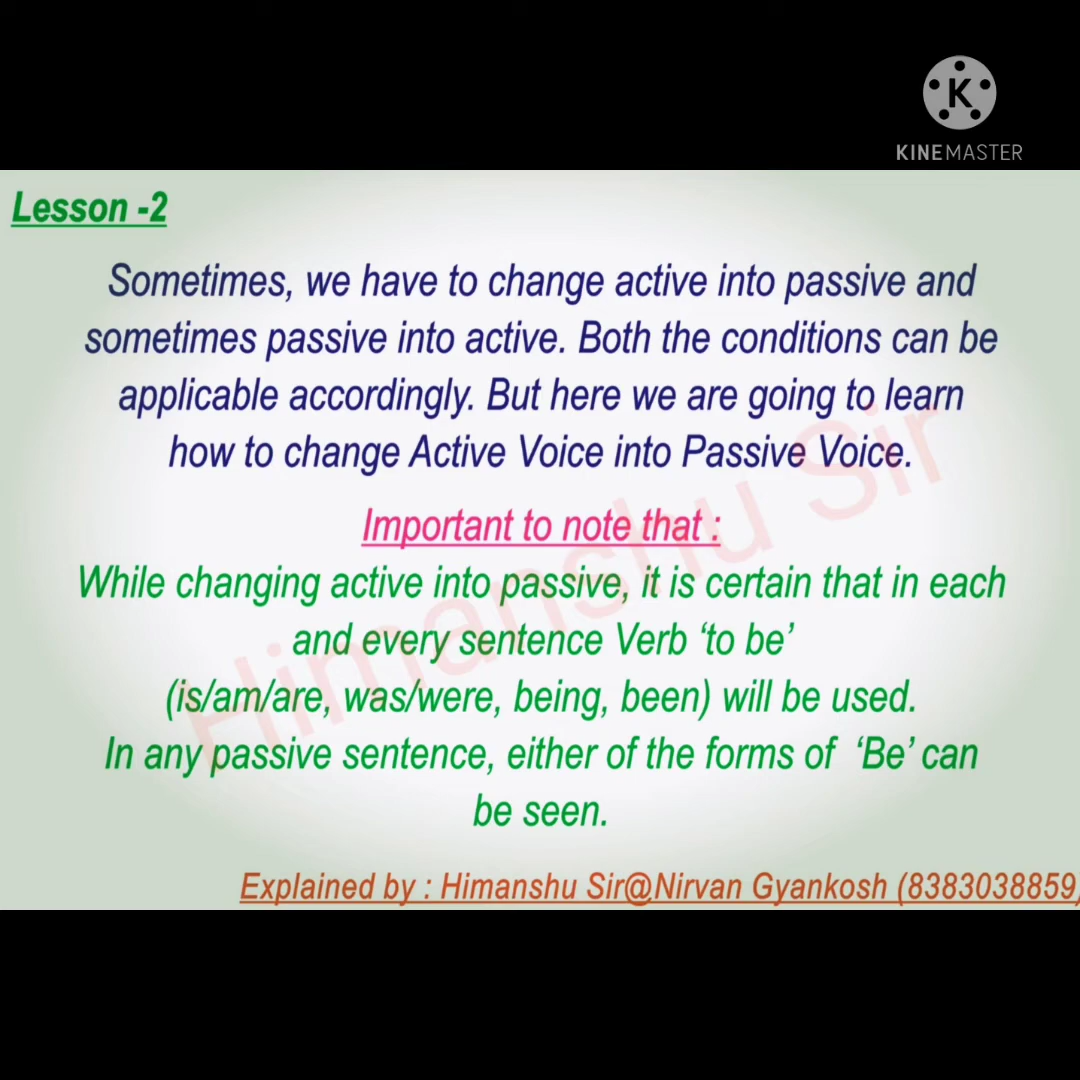 K
KINEMASTER
Lesson -2
Sometimes, we have to change active into passive and
sometimes passive into active. Both the conditions can be
applicable accordingly. But here we are going to learn
how to change Active Voice into Passive Voice.
Important to note that :
While changing active into passive, it is certain that in each
and every sentence Verb ‘to be’
(is/am/are, was/were, being, been) will be used.
In any passive sentence, either of the forms of ‘Be’ can
be seen.
Himanshu Sir
Explained by : Himanshu Sir@Nirvan Gyankosh (8383038859)